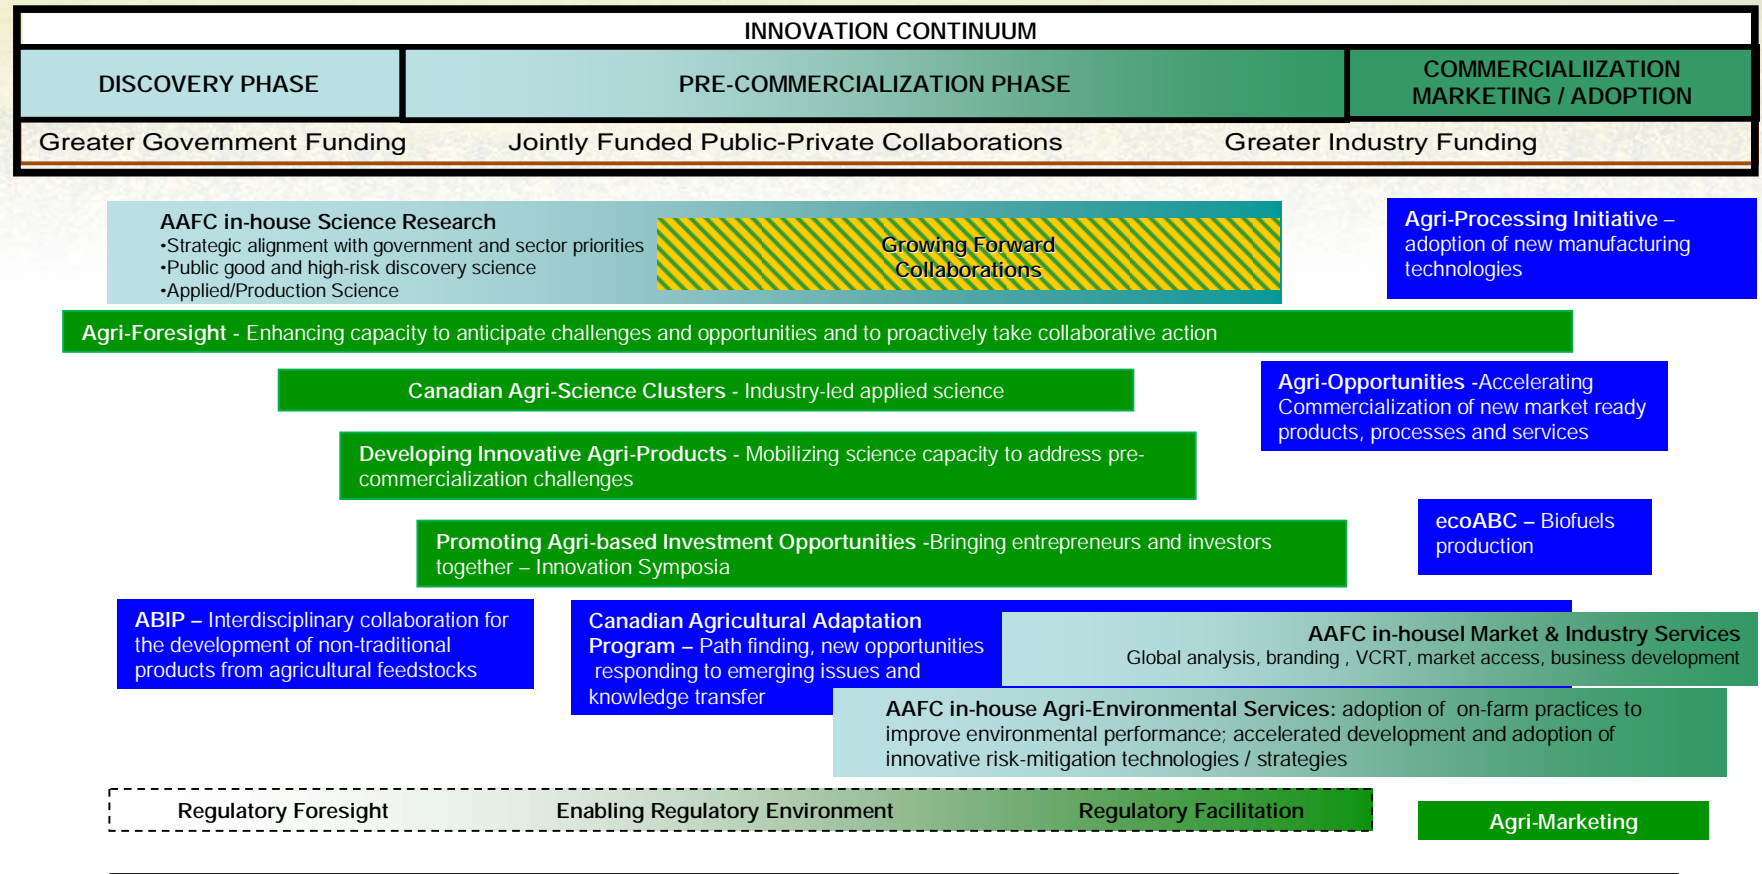 INNOVATION CONTINUUM
DISCOVERY PHASE
PRE-COMMERCIALIZATION PHASE
COMMERCIALIIZATION
MARKETING / ADOPTION
Greater Government Funding
Jointly Funded Public-Private Collaborations
Greater Industry Funding
AAFC in-house Science Research
•Strategic alignment with government and sector priorities
•Public good and high-risk discovery science
•Applied/Production Science
Growing Forward
Collaborations
Agri-Processing Initiative –
adoption of new manufacturing
technologies
Agri-Foresight - Enhancing capacity to anticipate challenges and opportunities and to proactively take collaborative action
Canadian Agri-Science Clusters - Industry-led applied science
Agri-Opportunities -Accelerating
Commercialization of new market ready
products, processes and services
Developing Innovative Agri-Products - Mobilizing science capacity to address pre-
commercialization challenges
Promoting Agri-based Investment Opportunities -Bringing entrepreneurs and investors
together – Innovation Symposia
ecoABC – Biofuels
production
ABIP – Interdisciplinary collaboration for
the development of non-traditional
products from agricultural feedstocks
Canadian Agricultural Adaptation
Program – Path finding, new opportunities
responding to emerging issues and
knowledge transfer
AAFC in-housel Market & Industry Services
Global analysis, branding , VCRT, market access, business development
AAFC in-house Agri-Environmental Services: adoption of on-farm practices to
improve environmental performance; accelerated development and adoption of
innovative risk-mitigation technologies / strategies
Regulatory Foresight
Enabling Regulatory Environment
Regulatory Facilitation
Agri-Marketing